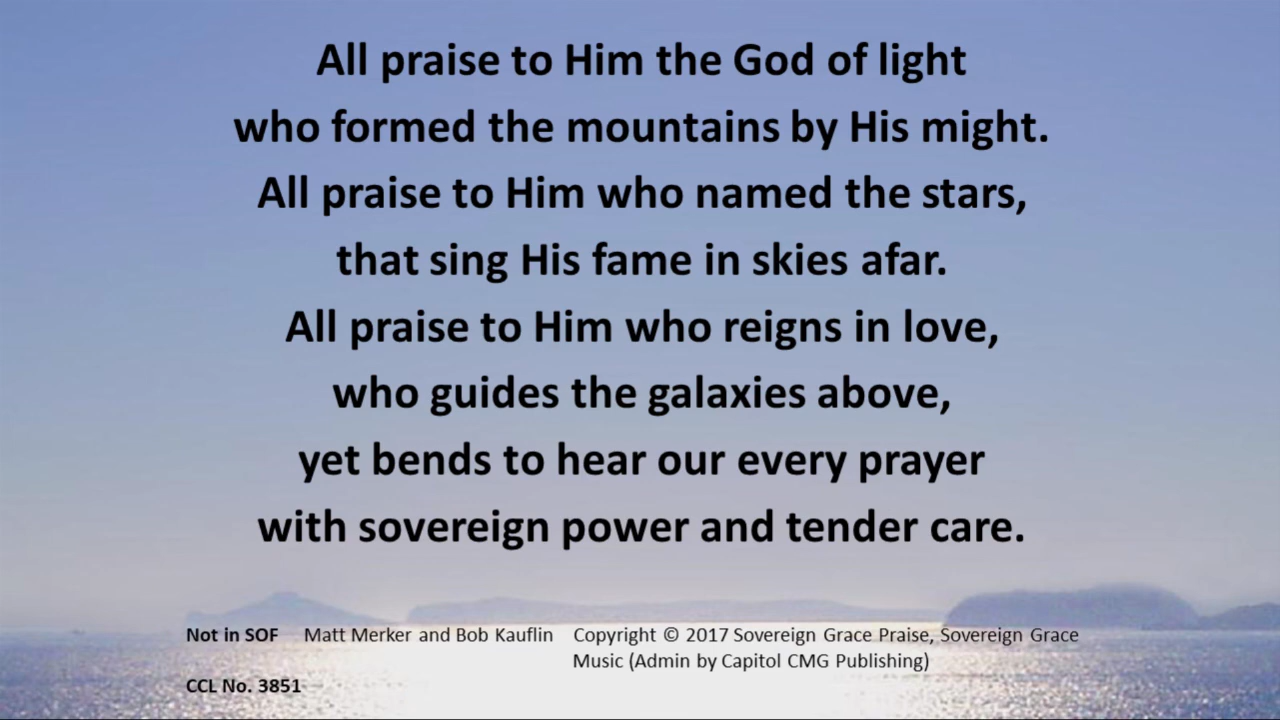 All praise to Him the God of light
who formed the mountains by His might.
All praise to Him who named the stars,
that sing His fame in skies afar.
All praise to Him who reigns in love,
who guides the galaxies above,
yet bends to hear our every prayer
with sovereign power and tender care.
Not in SOF Matt Merker and Bob Kauflin Copyright © 2017 Sovereign Grace Praise, Sovereign Grace
Music (Admin by Capitol CMG Publishing)
CCL No. 3851